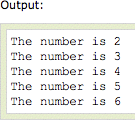 Output:
The number is 2
The number is 3
The number is 4
The number is 5
The number is 6